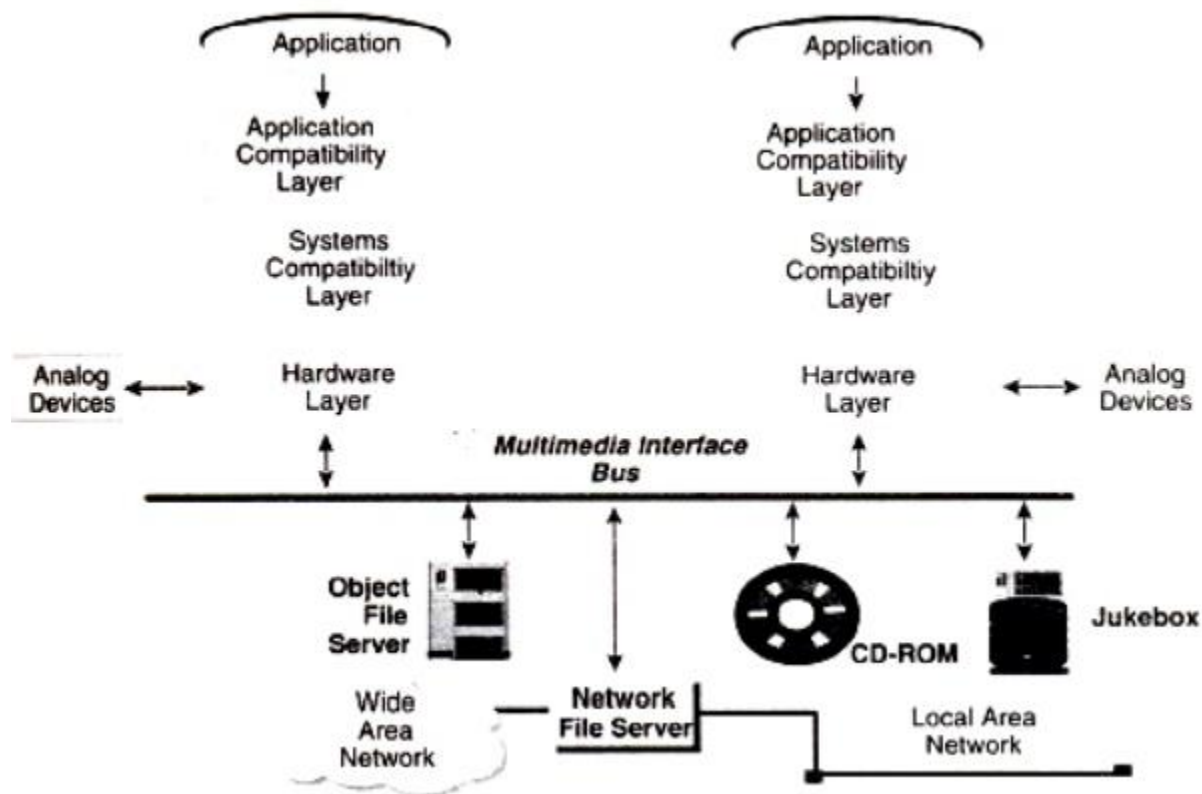 Application
Application
Application
Compatibility
Layer
Application
Compatibility
Layer
Systems
Compatibiltiy
Layer
Systems
Compatibiltiy
Layer
Analog
Devices
Hardware
Layer
Hardware
Layer
Analog
Devices
Multimedia Interface
Bus
Object
File
Server
CD-ROM
Jukebox
Wide
Area
Network
Network
File Server
Local Area
Network